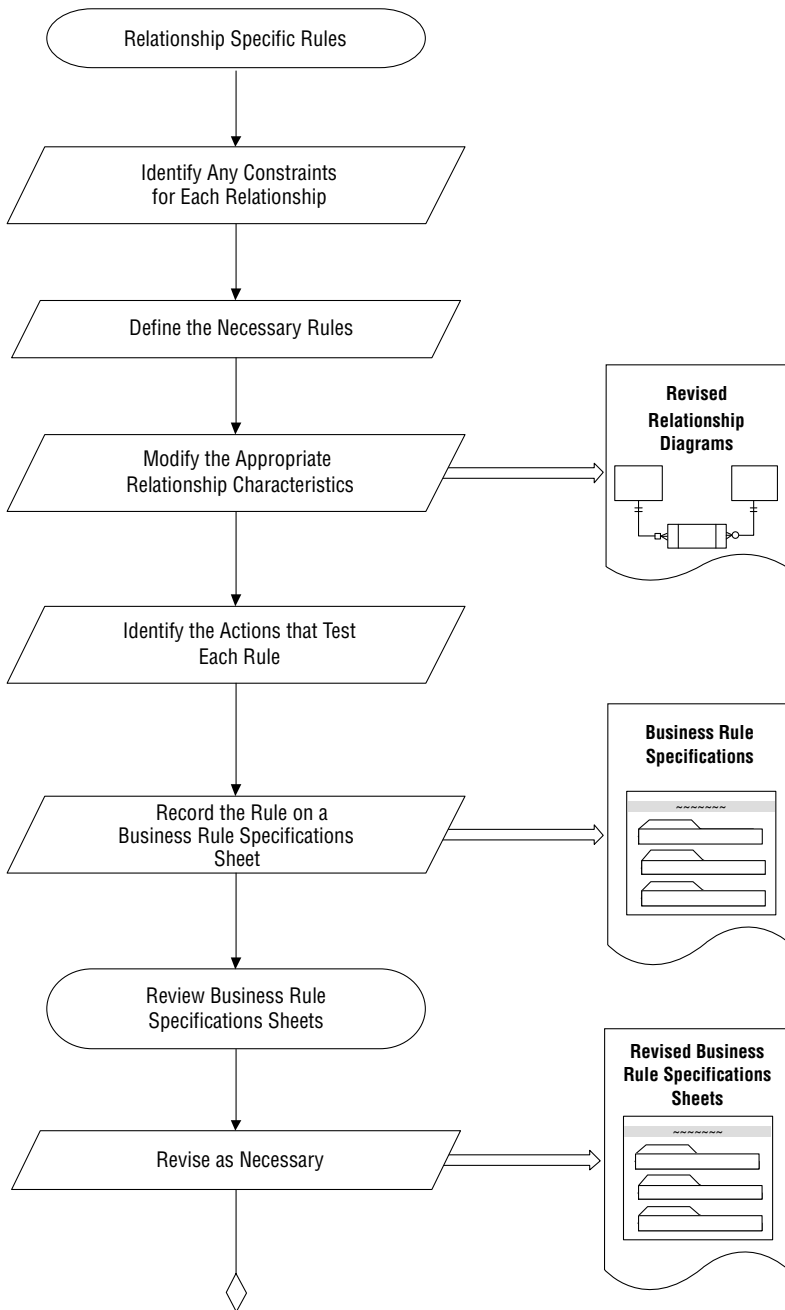 Relationship Specific Rules
Identify Any Constraints
for Each Relationship
Define the Necessary Rules
Modify the Appropriate
Relationship Characteristics
Revised
Relationship
Diagrams
Identify the Actions that Test
Each Rule
Record the Rule on a
Business Rule Specifications
Sheet
Business Rule
Specifications
~~~~~~~
Review Business Rule
Specifications Sheets
Revise as Necessary
Revised Business
Rule Specifications
Sheets
~~~~~~~